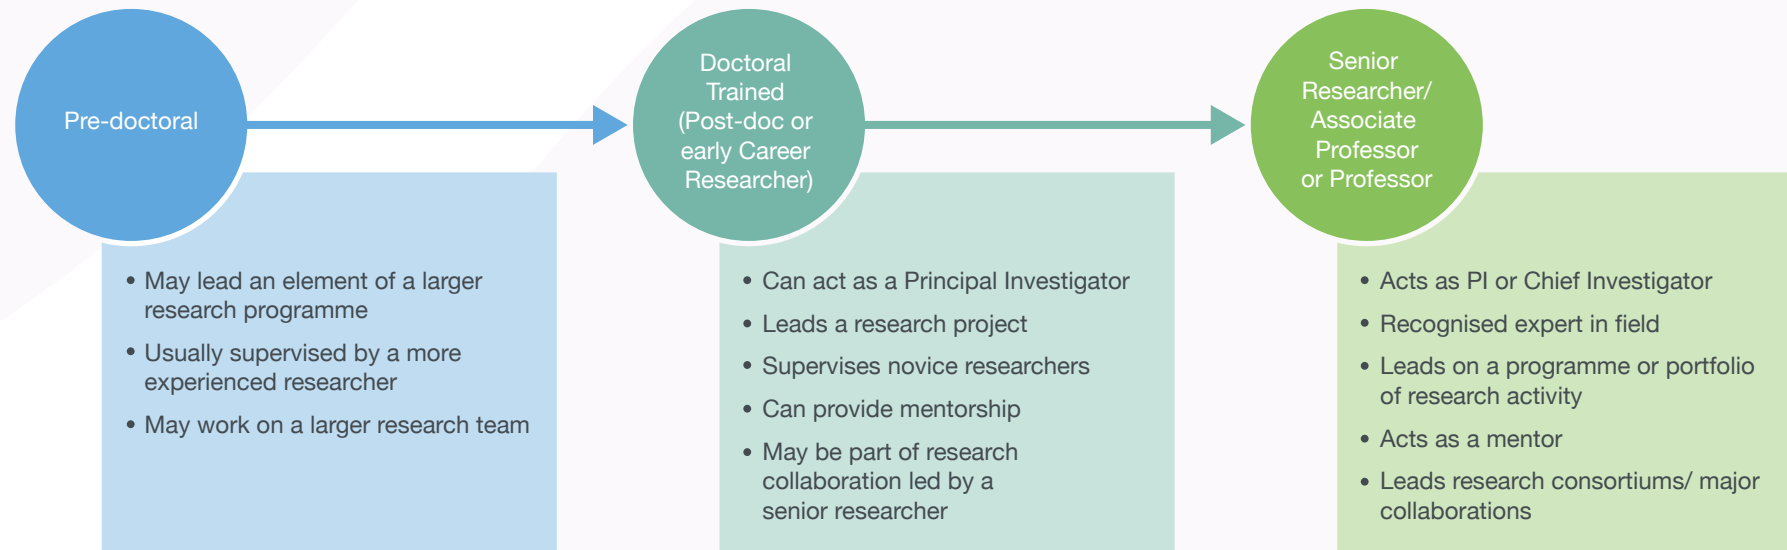 Pre-doctoral
Doctoral
Trained
(Post-doc or
early Career
Researcher)
Senior
Researcher/
Associate
Professor
or Professor
• May lead an element of a larger
research programme
• Usually supervised by a more
experienced researcher
• May work on a larger research team
• Can act as a Principal Investigator
• Leads a research project
• Supervises novice researchers
• Can provide mentorship
• May be part of research
collaboration led by a
senior researcher
• Acts as PI or Chief Investigator
• Recognised expert in field
• Leads on a programme or portfolio
of research activity
• Acts as a mentor
• Leads research consortiums/ major
collaborations